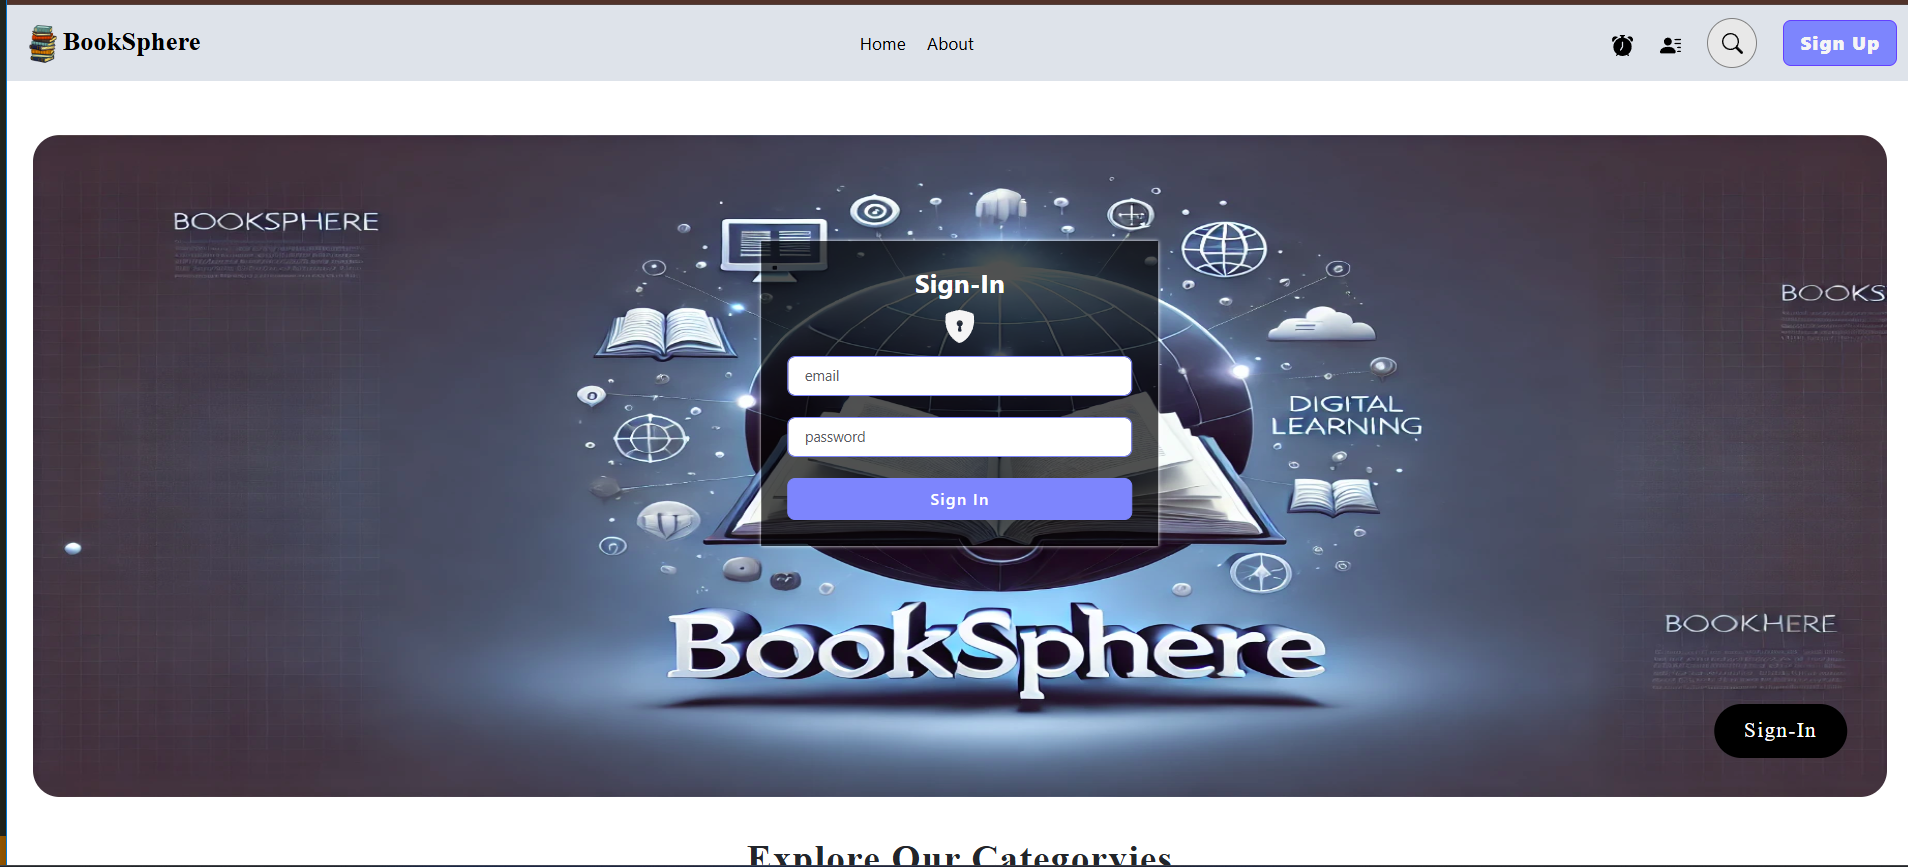 BookSphere
Home About
Sign Up
BOOKSPHERE
BOOKS
Sign-In
email
DIGITAL
LEARNING
password
Sign In
BookSphere
BOOKHERE
Sign-In
Explore Our Categoryies